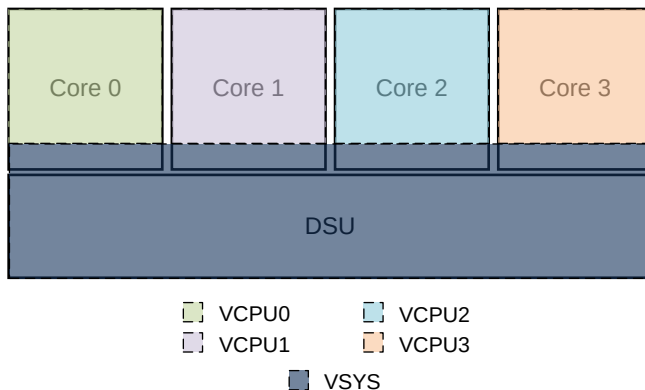 Core 0 Core 1 Core 2 Core 3
DSU
VCPU0 VCPU2
VCPU1 VCPU3
VSYS